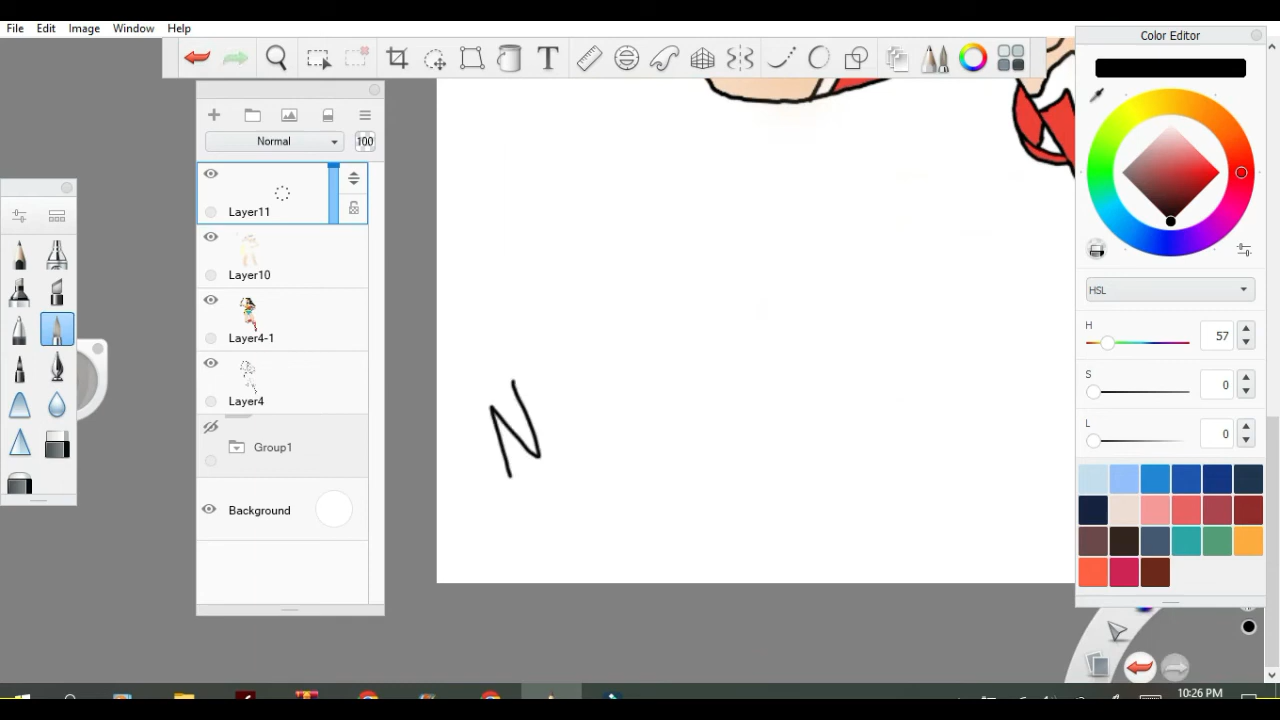 File Edit Image Window Help
Color Editor
Normal 100
Layer11
Layer10
Layer4-1
Layer4
Group1
Background
N
HSL
H 57
S 0
L 0
10:26 PM